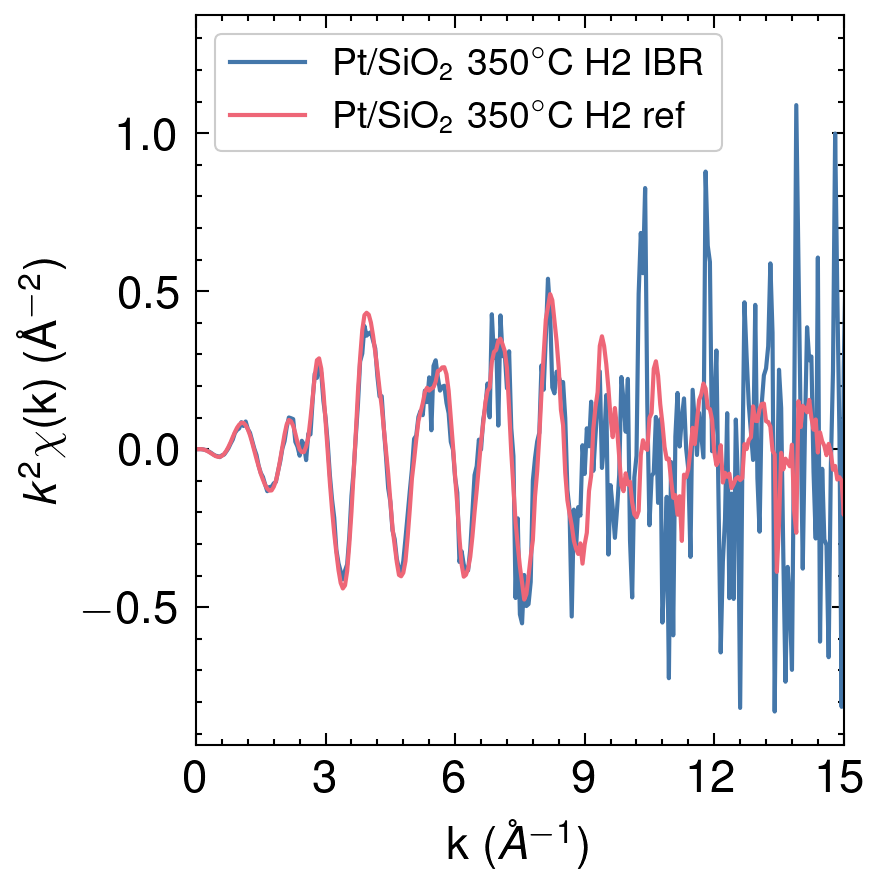 Pt/SiO₂ 350°C H2 IBR
Pt/SiO₂ 350°C H2 ref
1.0
0.5
0.0
−0.5
k²χ(k) (Å⁻²)
0 3 6 9 12 15
k (Å⁻¹)